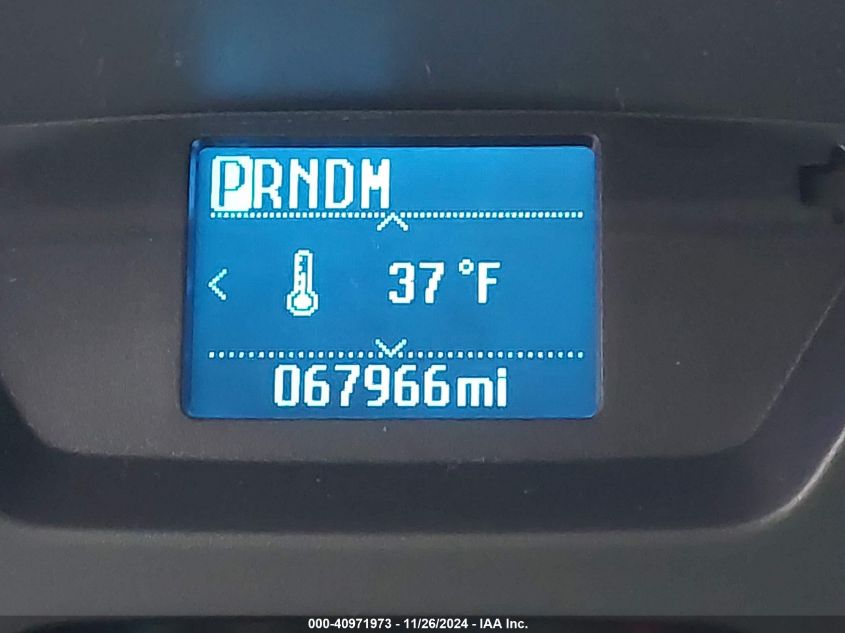 PRNDM
37°F
067966mi
000-40971973 - 11/26/2024 - IAA Inc.